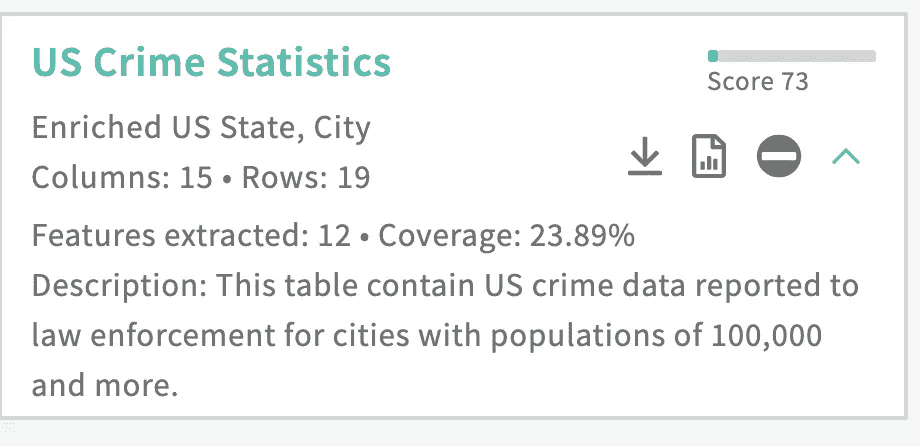 US Crime Statistics
Score 73
Enriched US State, City
Columns: 15 • Rows: 19
Features extracted: 12 • Coverage: 23.89%
Description: This table contain US crime data reported to
law enforcement for cities with populations of 100,000
and more.